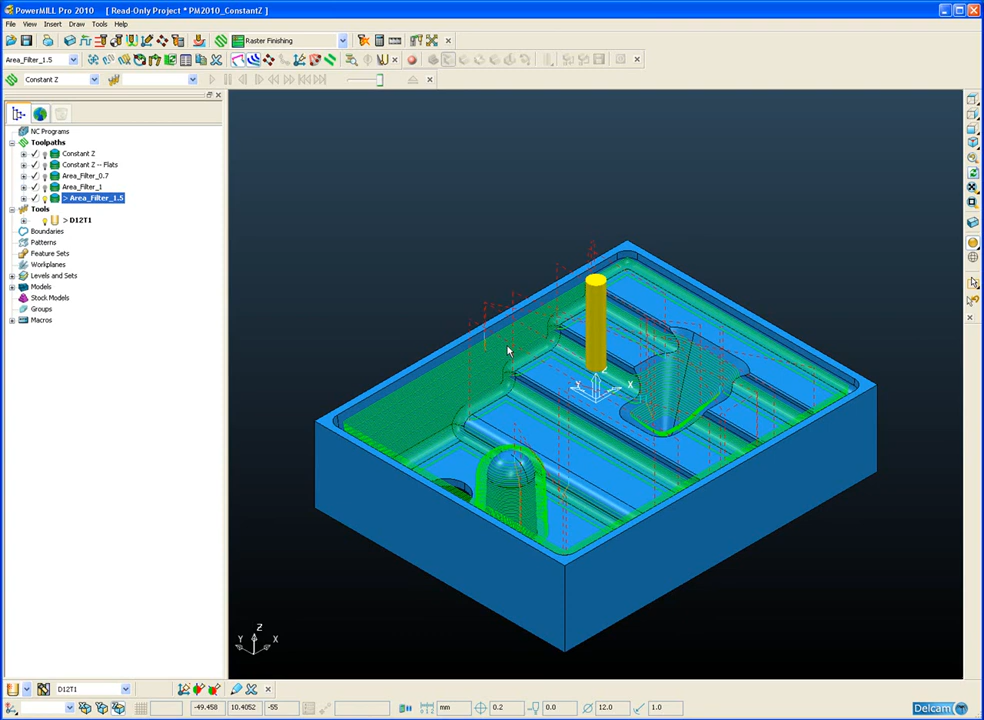 PowerMILL Pro 2010 [ Read-Only Project * PM2010_ConstantZ ]
File View Insert Draw Tools Help
Raster Finishing
Area_Filter_1.5
Constant Z
NC Programs
Toolpaths
Constant Z
Constant Z -- Flats
Area_Filter_0.7
Area_Filter_1
> Area_Filter_1.5
Tools
> D12T1
Boundaries
Patterns
Feature Sets
Workplanes
Levels and Sets
Models
Stock Models
Groups
Macros
Z
Y X
Z
Y X
D12T1
-49.458 10.4052 -55 mm 0.2 0.0 12.0 1.0 Delcam